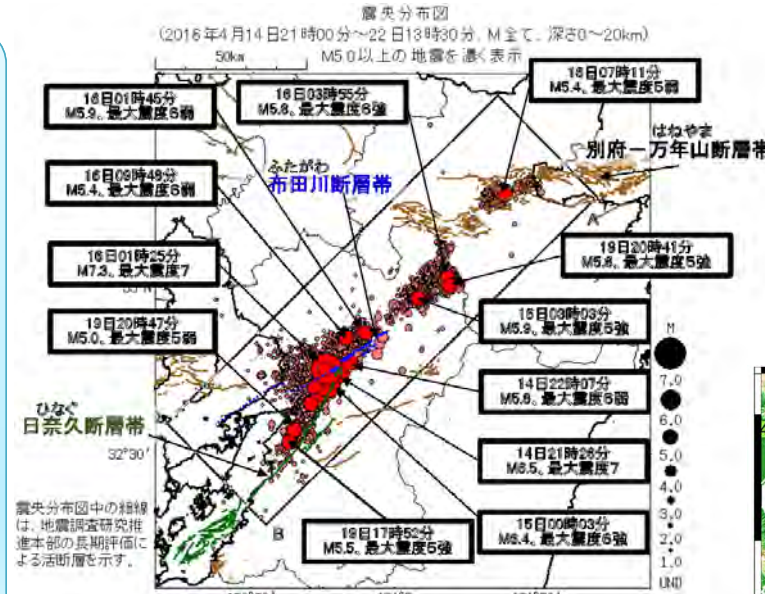 震央分布図
(2016年4月14日21時00分～22日13時30分、M全て、深さ0～20km)
M5.0以上の地震を濃く表示
50km
16日07時11分
M5.4、最大震度5弱
16日03時55分
M5.8、最大震度6強
16日01時45分
M5.9、最大震度6弱
はねやま
別府－万年山断層帯
ふたがわ
布田川断層帯
16日09時48分
M5.4、最大震度6弱
A
19日20時41分
M5.6、最大震度5強
16日01時25分
M7.3、最大震度7
16日03時03分
M5.9、最大震度5強
19日20時47分
M5.0、最大震度5弱
M
7.0
6.0
5.0
4.0
3.0
2.0
1.0
UND
14日22時07分
M5.8、最大震度6弱
ひなぐ
日奈久断層帯
32°30'
14日21時26分
M6.5、最大震度7
震央分布図中の細線
は、地震調査研究推
進本部の長期評価に
よる活断層を示す。
B
19日17時52分
M5.5、最大震度5強
15日00時03分
M6.4、最大震度6強